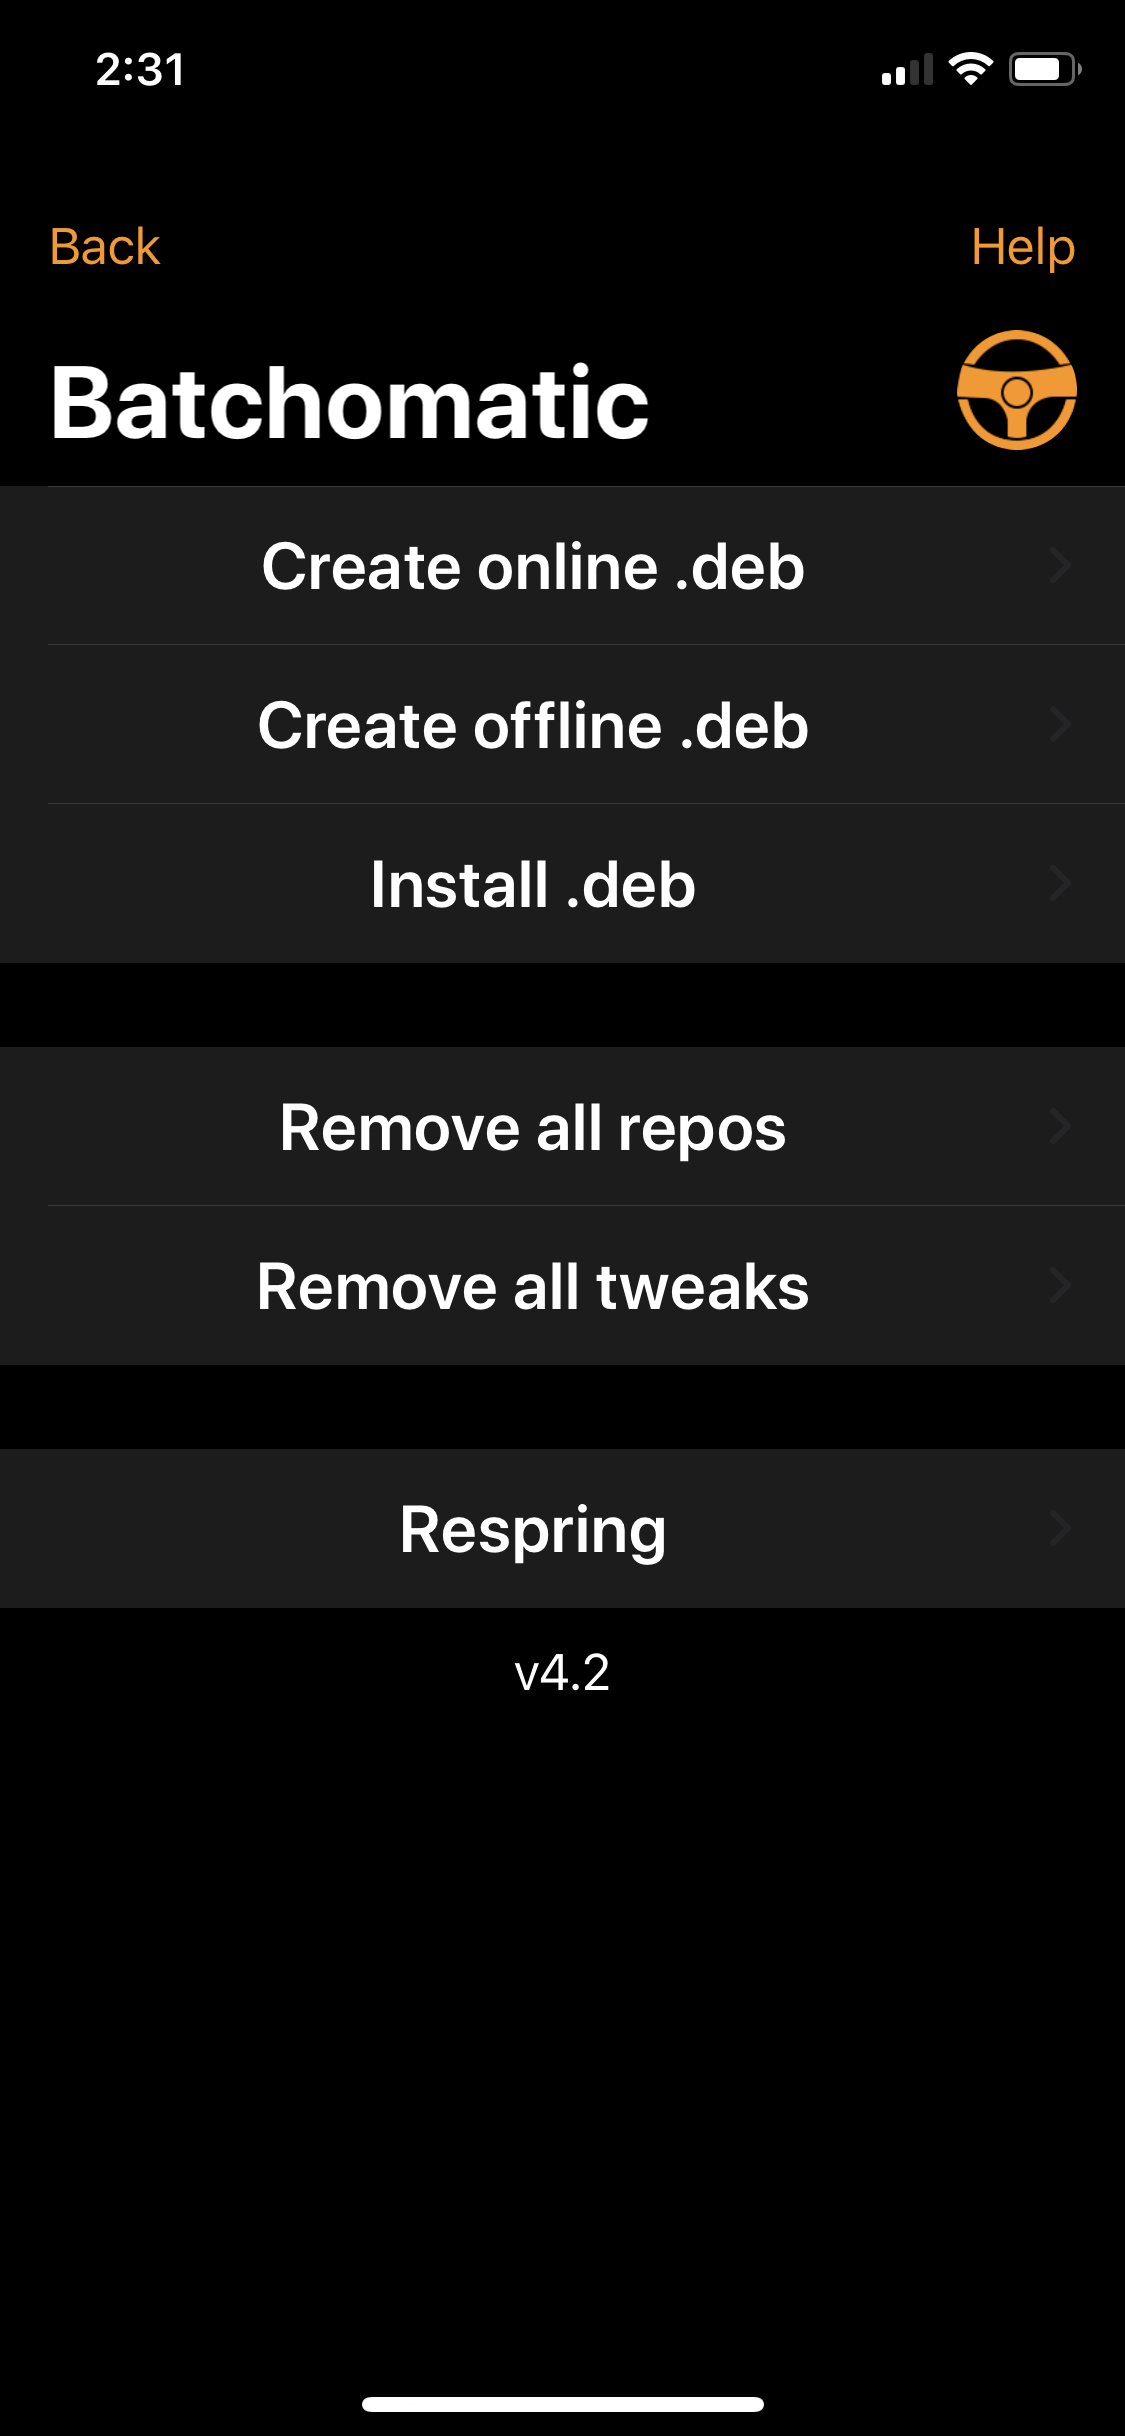 2:31
Back
Help
Batchomatic
Create online .deb
Create offline .deb
Install .deb
Remove all repos
Remove all tweaks
Respring
v4.2